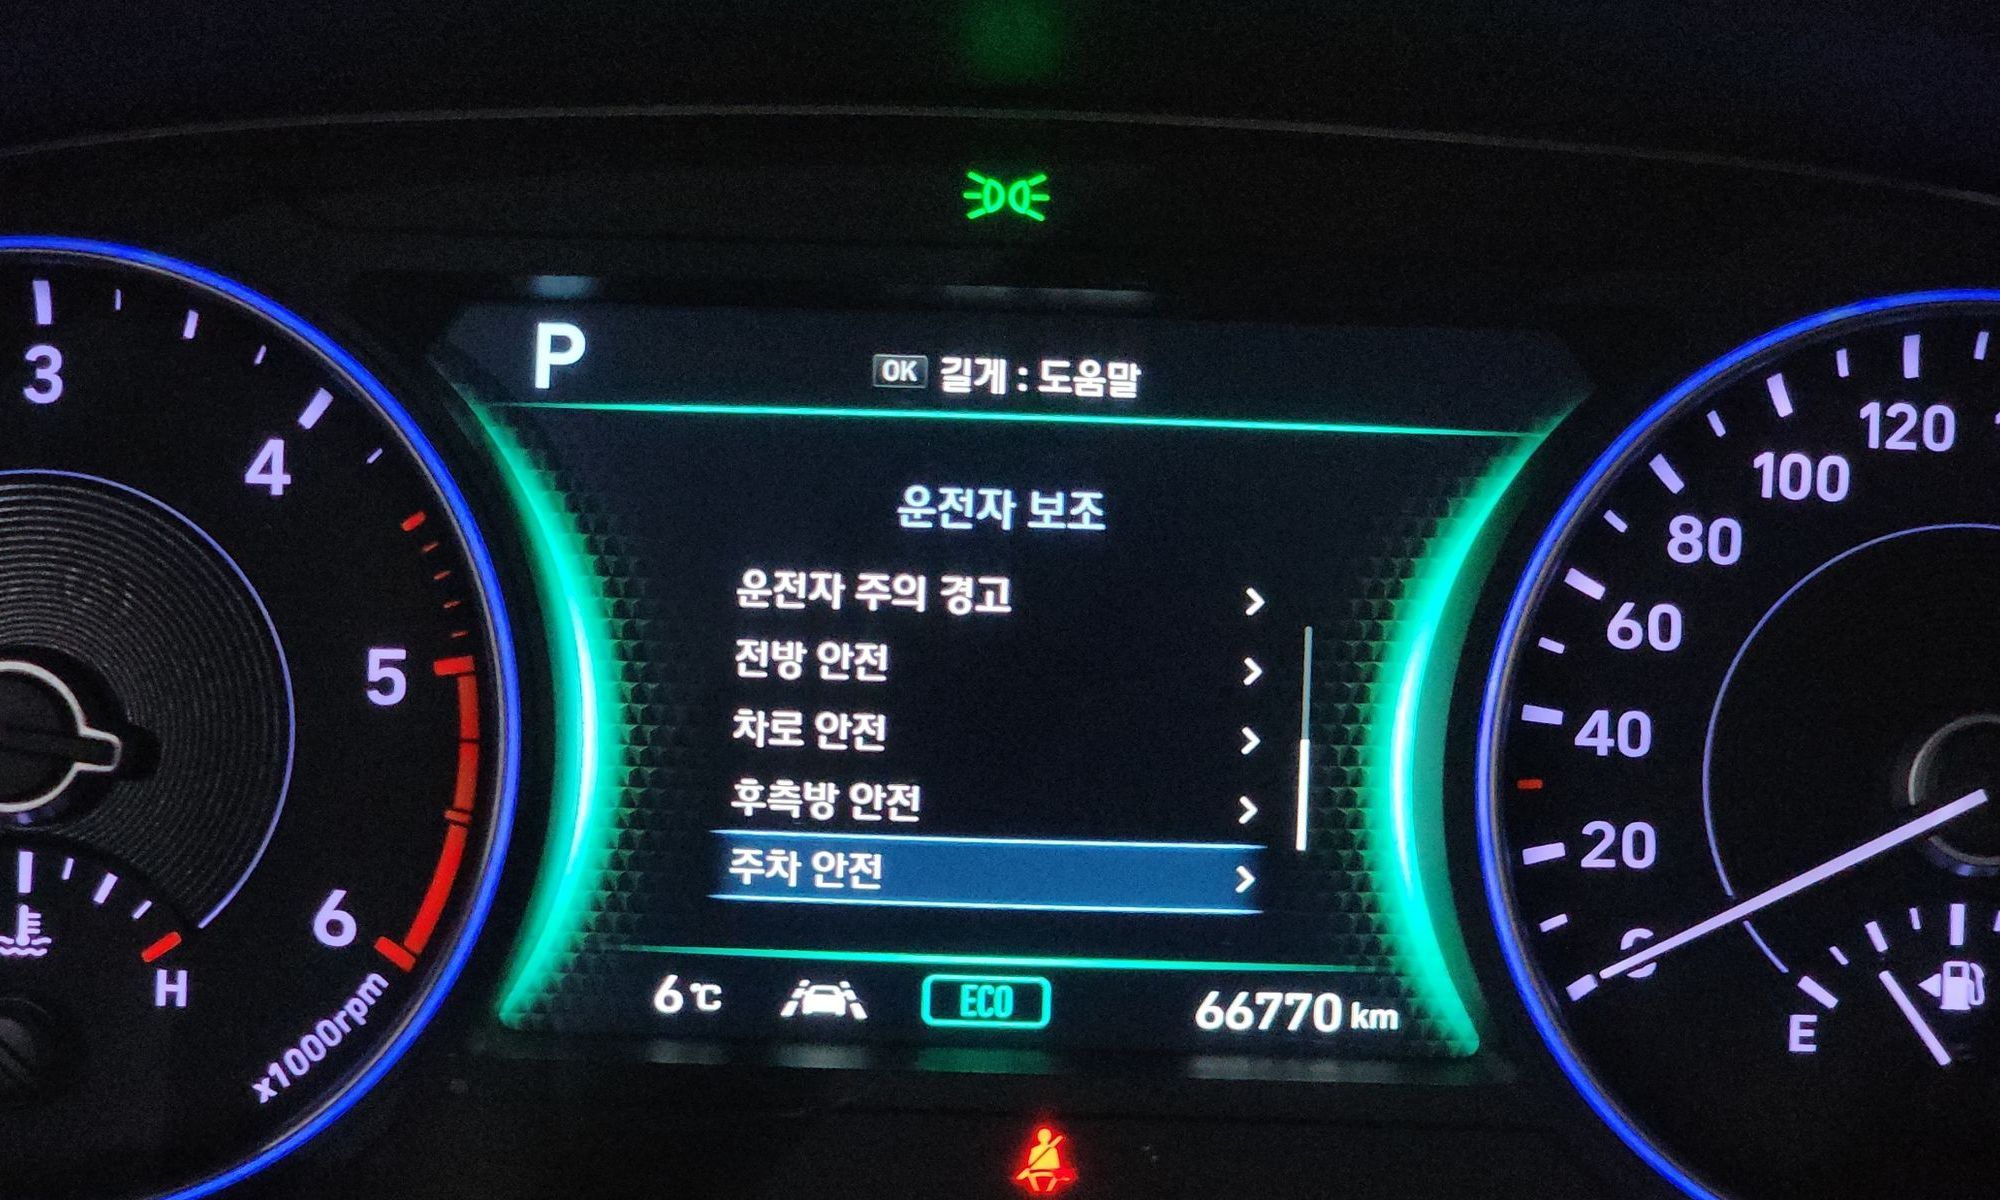 P
OK 길게 : 도움말
운전자 보조
운전자 주의 경고
전방 안전
차로 안전
후측방 안전
주차 안전
6℃ ECO 66770 km
3
4
5
6
x1000rpm
H
120
100
80
60
40
20
0
E